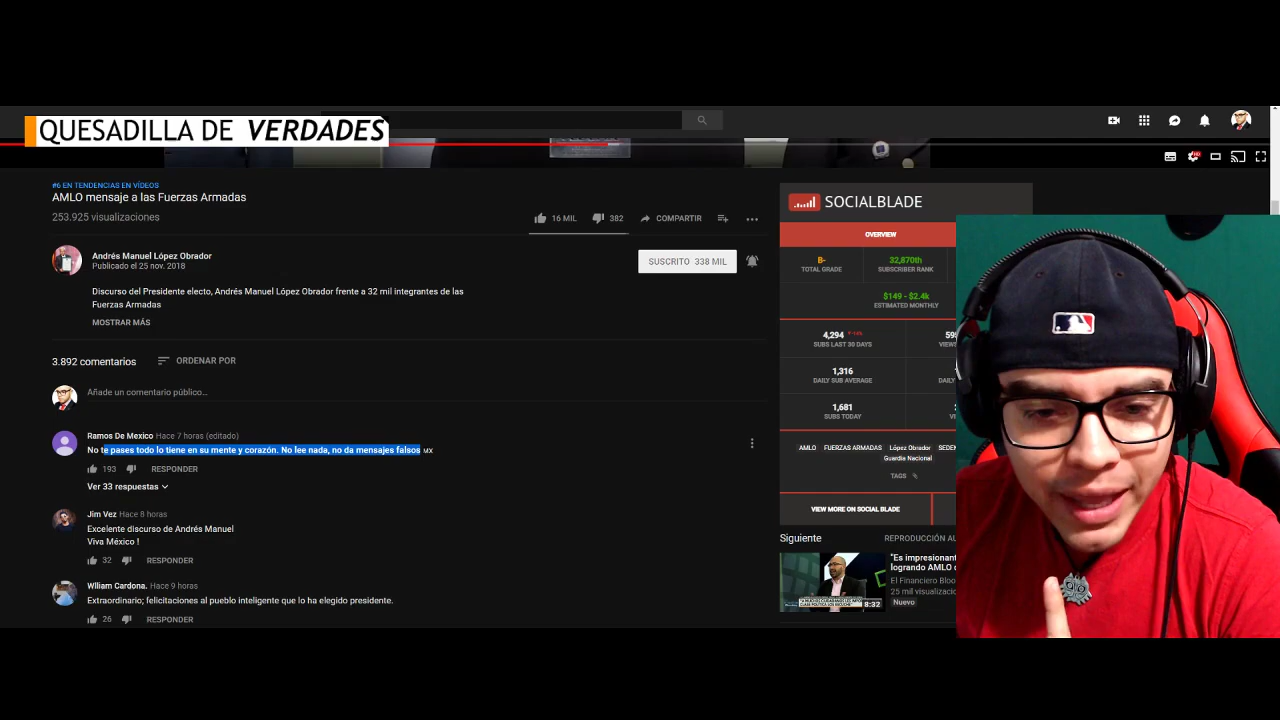 QUESADILLA DE VERDADES
#6 EN TENDENCIAS EN VÍDEOS
AMLO mensaje a las Fuerzas Armadas
253.925 visualizaciones
16 MIL
382
COMPARTIR
Andrés Manuel López Obrador
Publicado el 25 nov. 2018
SUSCRITO 338 MIL
Discurso del Presidente electo, Andrés Manuel López Obrador frente a 32 mil integrantes de las
Fuerzas Armadas
MOSTRAR MÁS
3.892 comentarios
ORDENAR POR
Añade un comentario público...
Ramos De Mexico Hace 7 horas (editado)
No te pases todo lo tiene en su mente y corazón. No lee nada, no da mensajes falsos MX
193 RESPONDER
Ver 33 respuestas
Jim Vez Hace 8 horas
Excelente discurso de Andrés Manuel
Viva México !
32 RESPONDER
Wlliam Cardona. Hace 9 horas
Extraordinario; felicitaciones al pueblo inteligente que lo ha elegido presidente.
26 RESPONDER
SOCIALBLADE
OVERVIEW
B- 32,870th
TOTAL GRADE SUBSCRIBER RANK
$149 - $2.4k
ESTIMATED MONTHLY
4,294
SUBS LAST 30 DAYS
1,316
DAILY SUB AVERAGE
1,681
SUBS TODAY
AMLO FUERZAS ARMADAS López Obrador
Guardia Nacional
TAGS
VIEW MORE ON SOCIAL BLADE
Siguiente
"Es impresionant
logrando AMLO
El Financiero Bloo
25 mil visualizacio
Nuevo
8:32